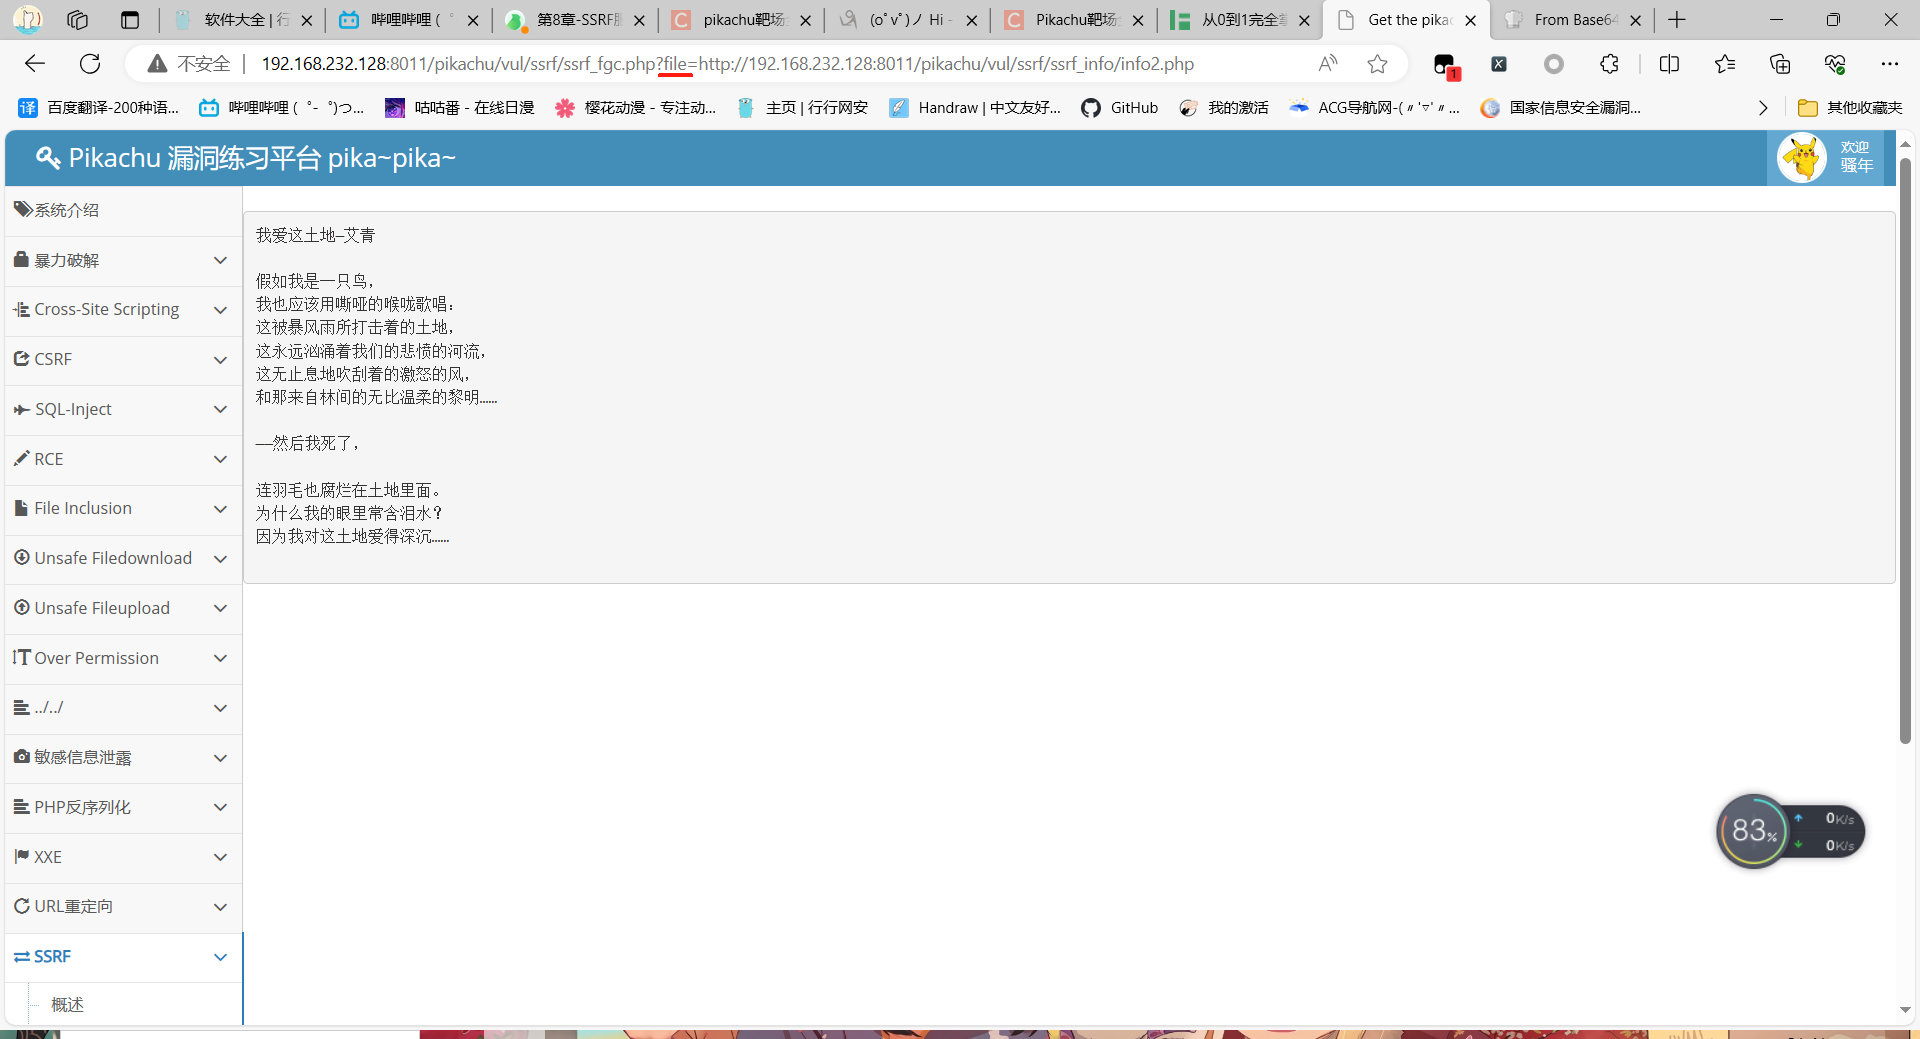 软件大全 | 行
哔哩哔哩 (゜
第8章-SSRF服
pikachu靶场
(o°v°)ノ Hi -
Pikachu靶场
从0到1完全掌
Get the pikac
From Base64
不安全
192.168.232.128:8011/pikachu/vul/ssrf/ssrf_fgc.php?file=http://192.168.232.128:8011/pikachu/vul/ssrf/ssrf_info/info2.php
1
译 百度翻译-200种语...
哔哩哔哩 (゜-゜)つ...
咕咕番 - 在线日漫
樱花动漫 - 专注动...
主页 | 行行网安
Handraw | 中文友好...
GitHub
我的激活
ACG导航网-(〃'▽'〃...
国家信息安全漏洞...
其他收藏夹
Pikachu 漏洞练习平台 pika~pika~
欢迎
骚年
系统介绍
暴力破解
Cross-Site Scripting
CSRF
SQL-Inject
RCE
File Inclusion
Unsafe Filedownload
Unsafe Fileupload
Over Permission
../../
敏感信息泄露
PHP反序列化
XXE
URL重定向
SSRF
概述
我爱这土地—艾青
假如我是一只鸟，
我也应该用嘶哑的喉咙歌唱：
这被暴风雨所打击着的土地，
这永远汹涌着我们的悲愤的河流，
这无止息地吹刮着的激怒的风，
和那来自林间的无比温柔的黎明……
——然后我死了，
连羽毛也腐烂在土地里面。
为什么我的眼里常含泪水？
因为我对这土地爱得深沉……
83%
0K/s
0K/s